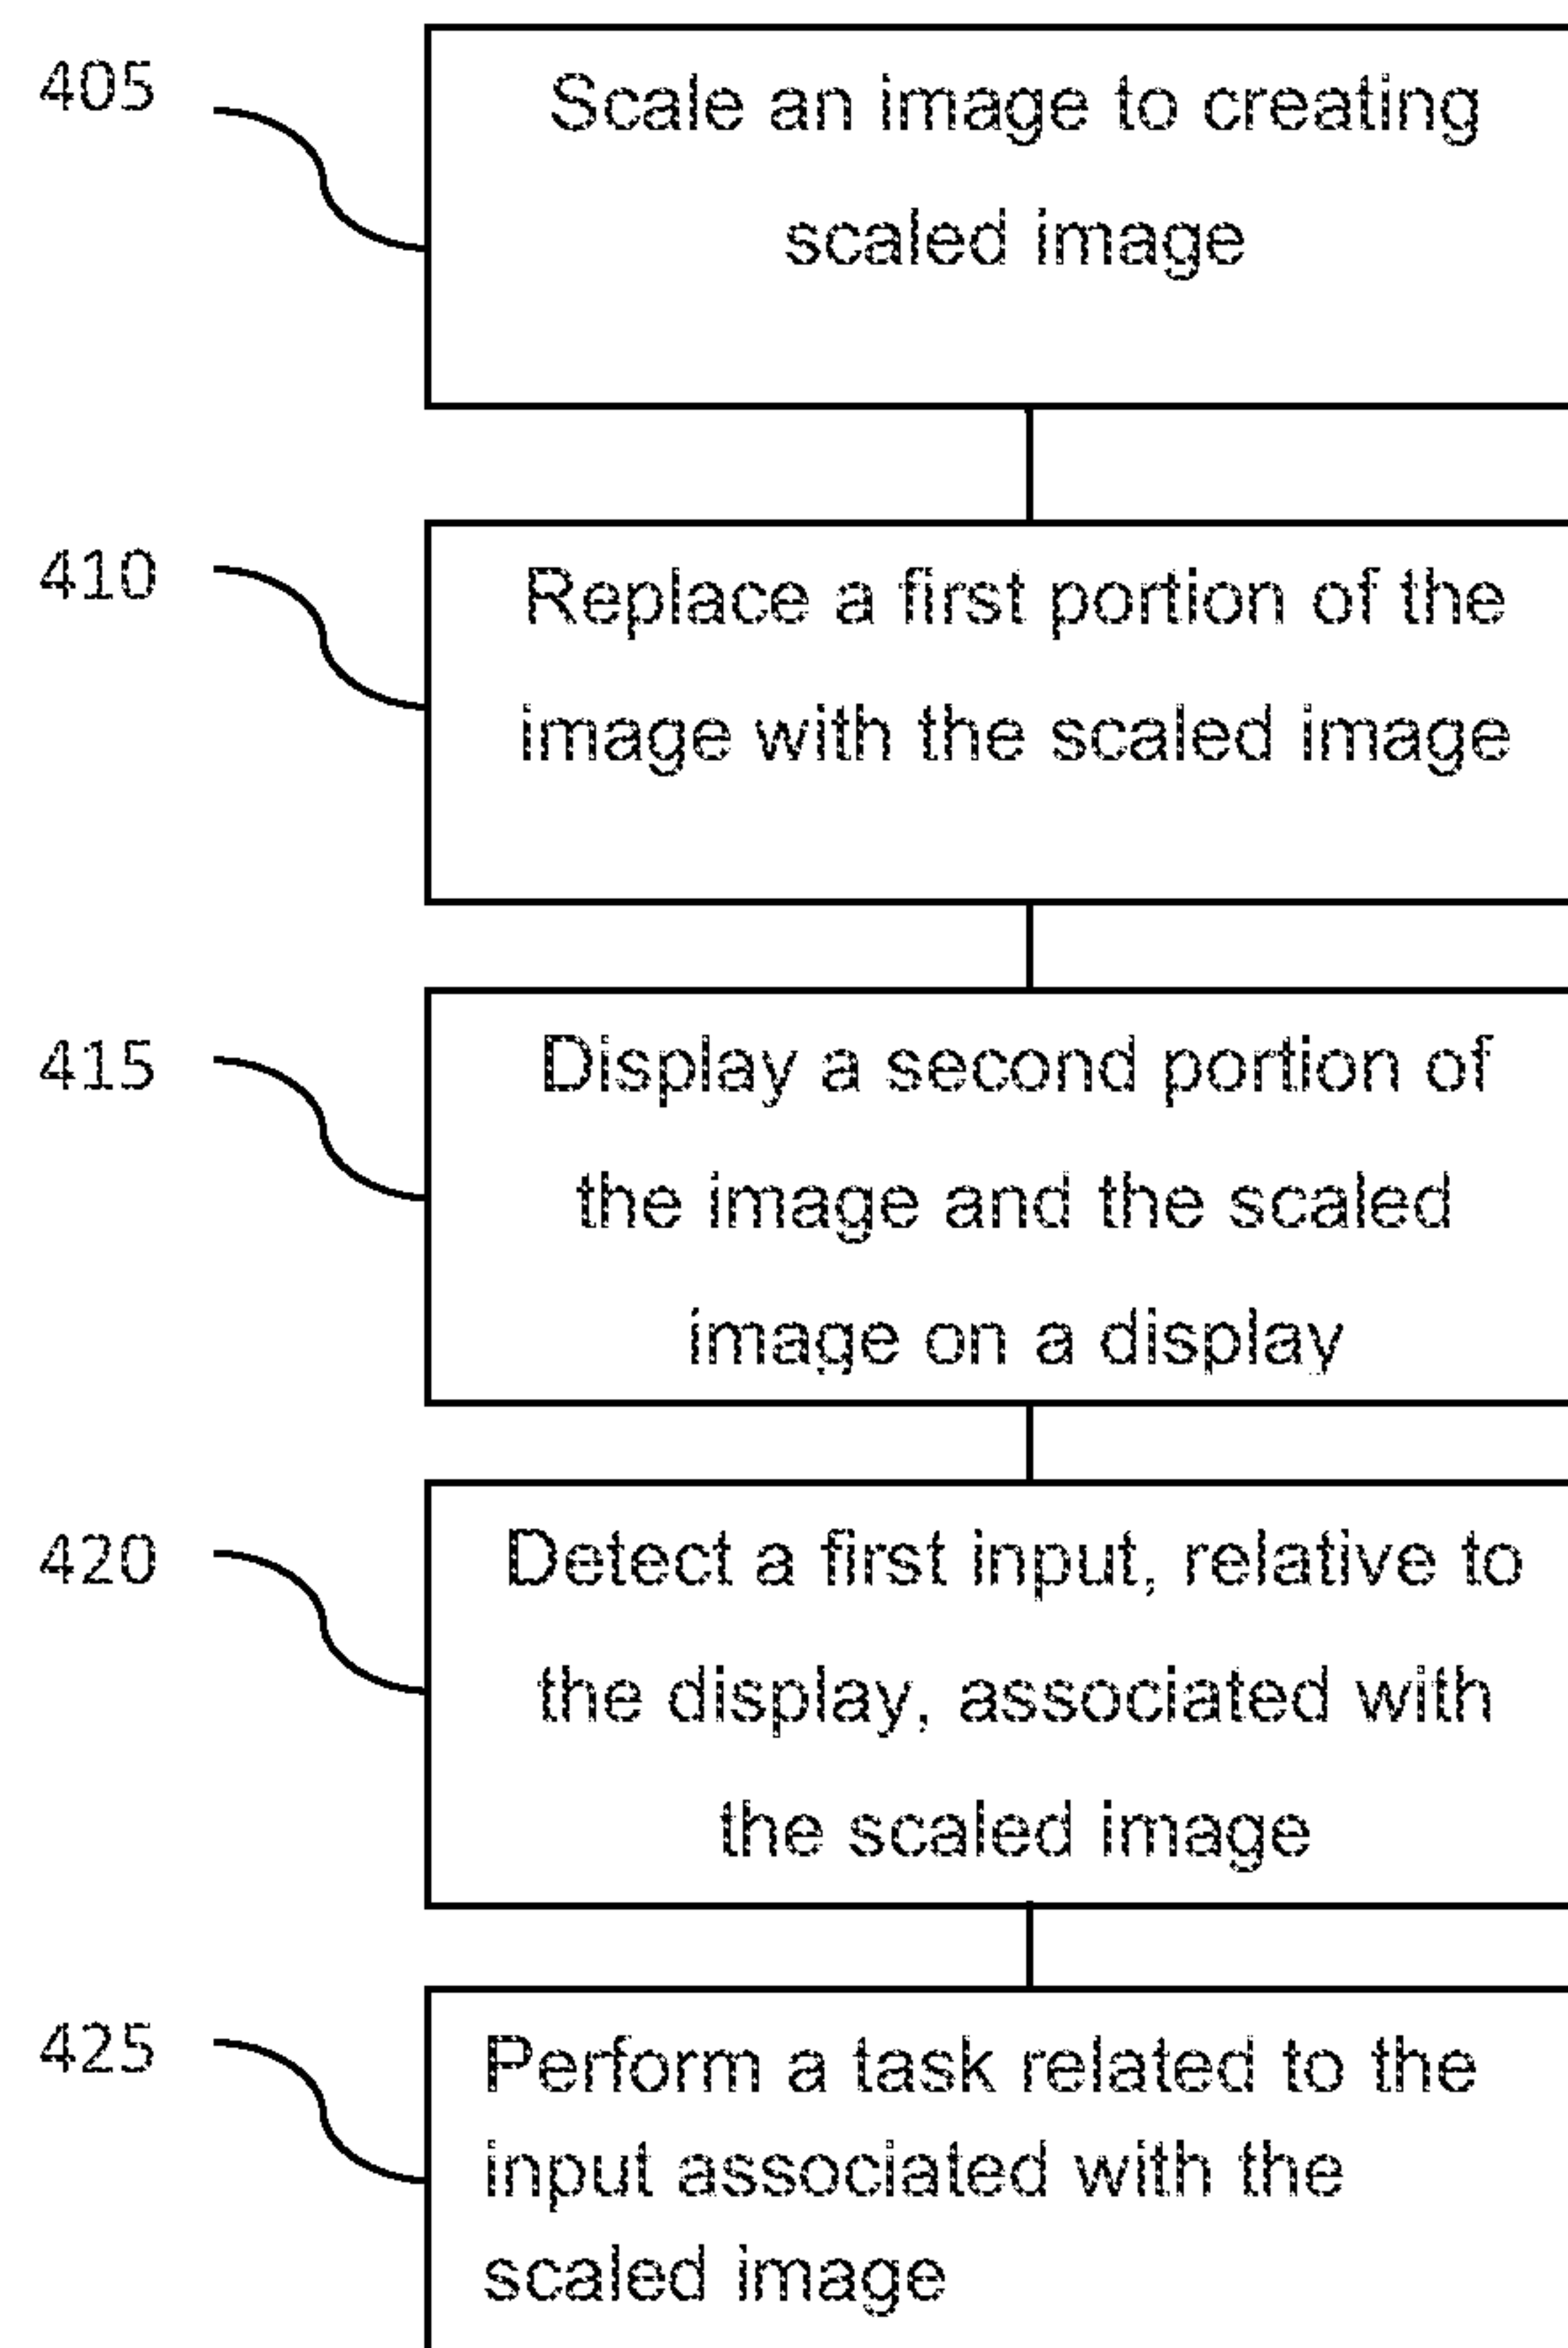 405
Scale an image to creating
scaled image
410
Replace a first portion of the
image with the scaled image
415
Display a second portion of
the image and the scaled
image on a display
420
Detect a first input, relative to
the display, associated with
the scaled image
425
Perform a task related to the
input associated with the
scaled image